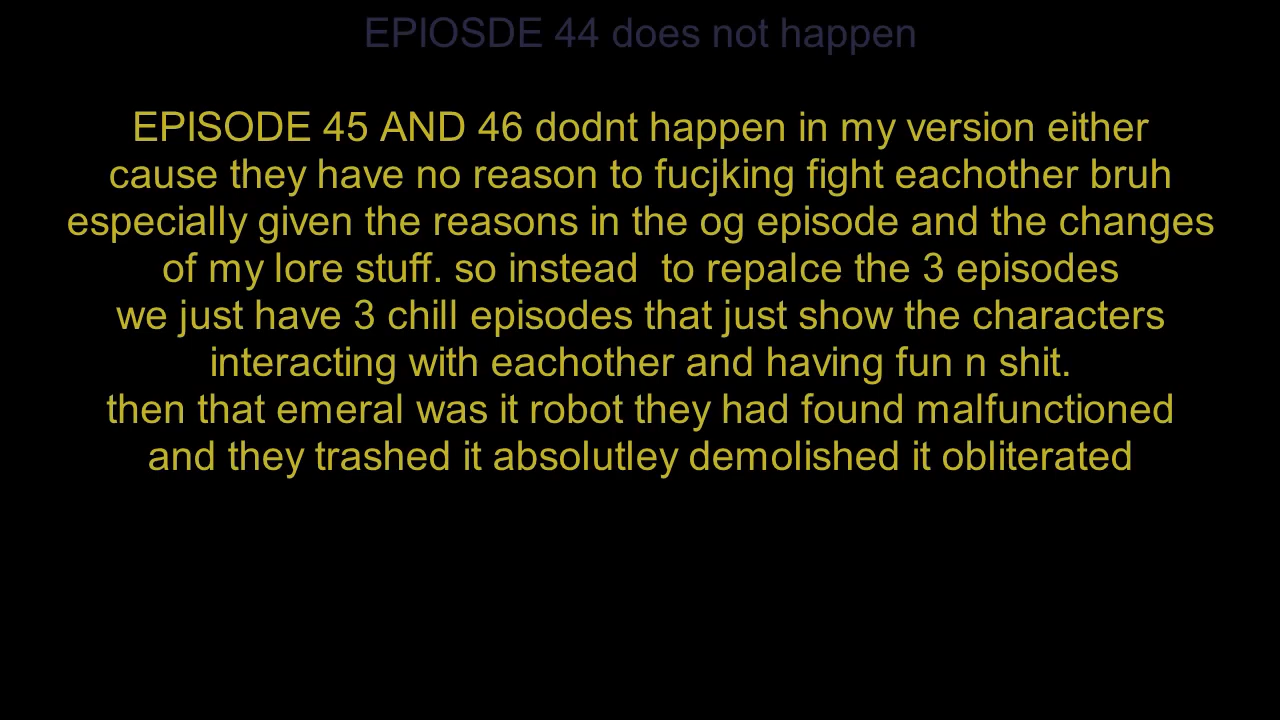 EPIOSDE 44 does not happen
EPISODE 45 AND 46 dodnt happen in my version either
cause they have no reason to fucjking fight eachother bruh
especially given the reasons in the og episode and the changes
of my lore stuff. so instead  to repalce the 3 episodes
we just have 3 chill episodes that just show the characters
interacting with eachother and having fun n shit.
then that emeral was it robot they had found malfunctioned
and they trashed it absolutley demolished it obliterated